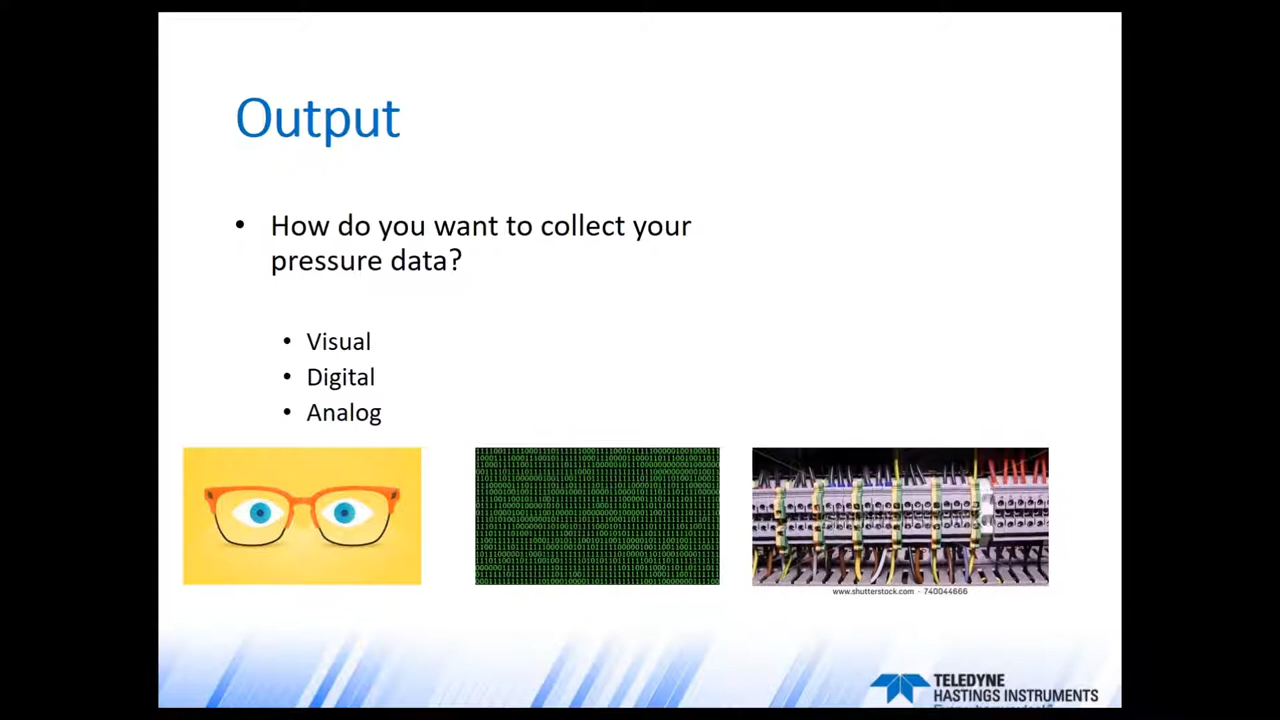 Output
• How do you want to collect your
pressure data?
• Visual
• Digital
• Analog
www.shutterstock.com · 740044666
TELEDYNE
HASTINGS INSTRUMENTS